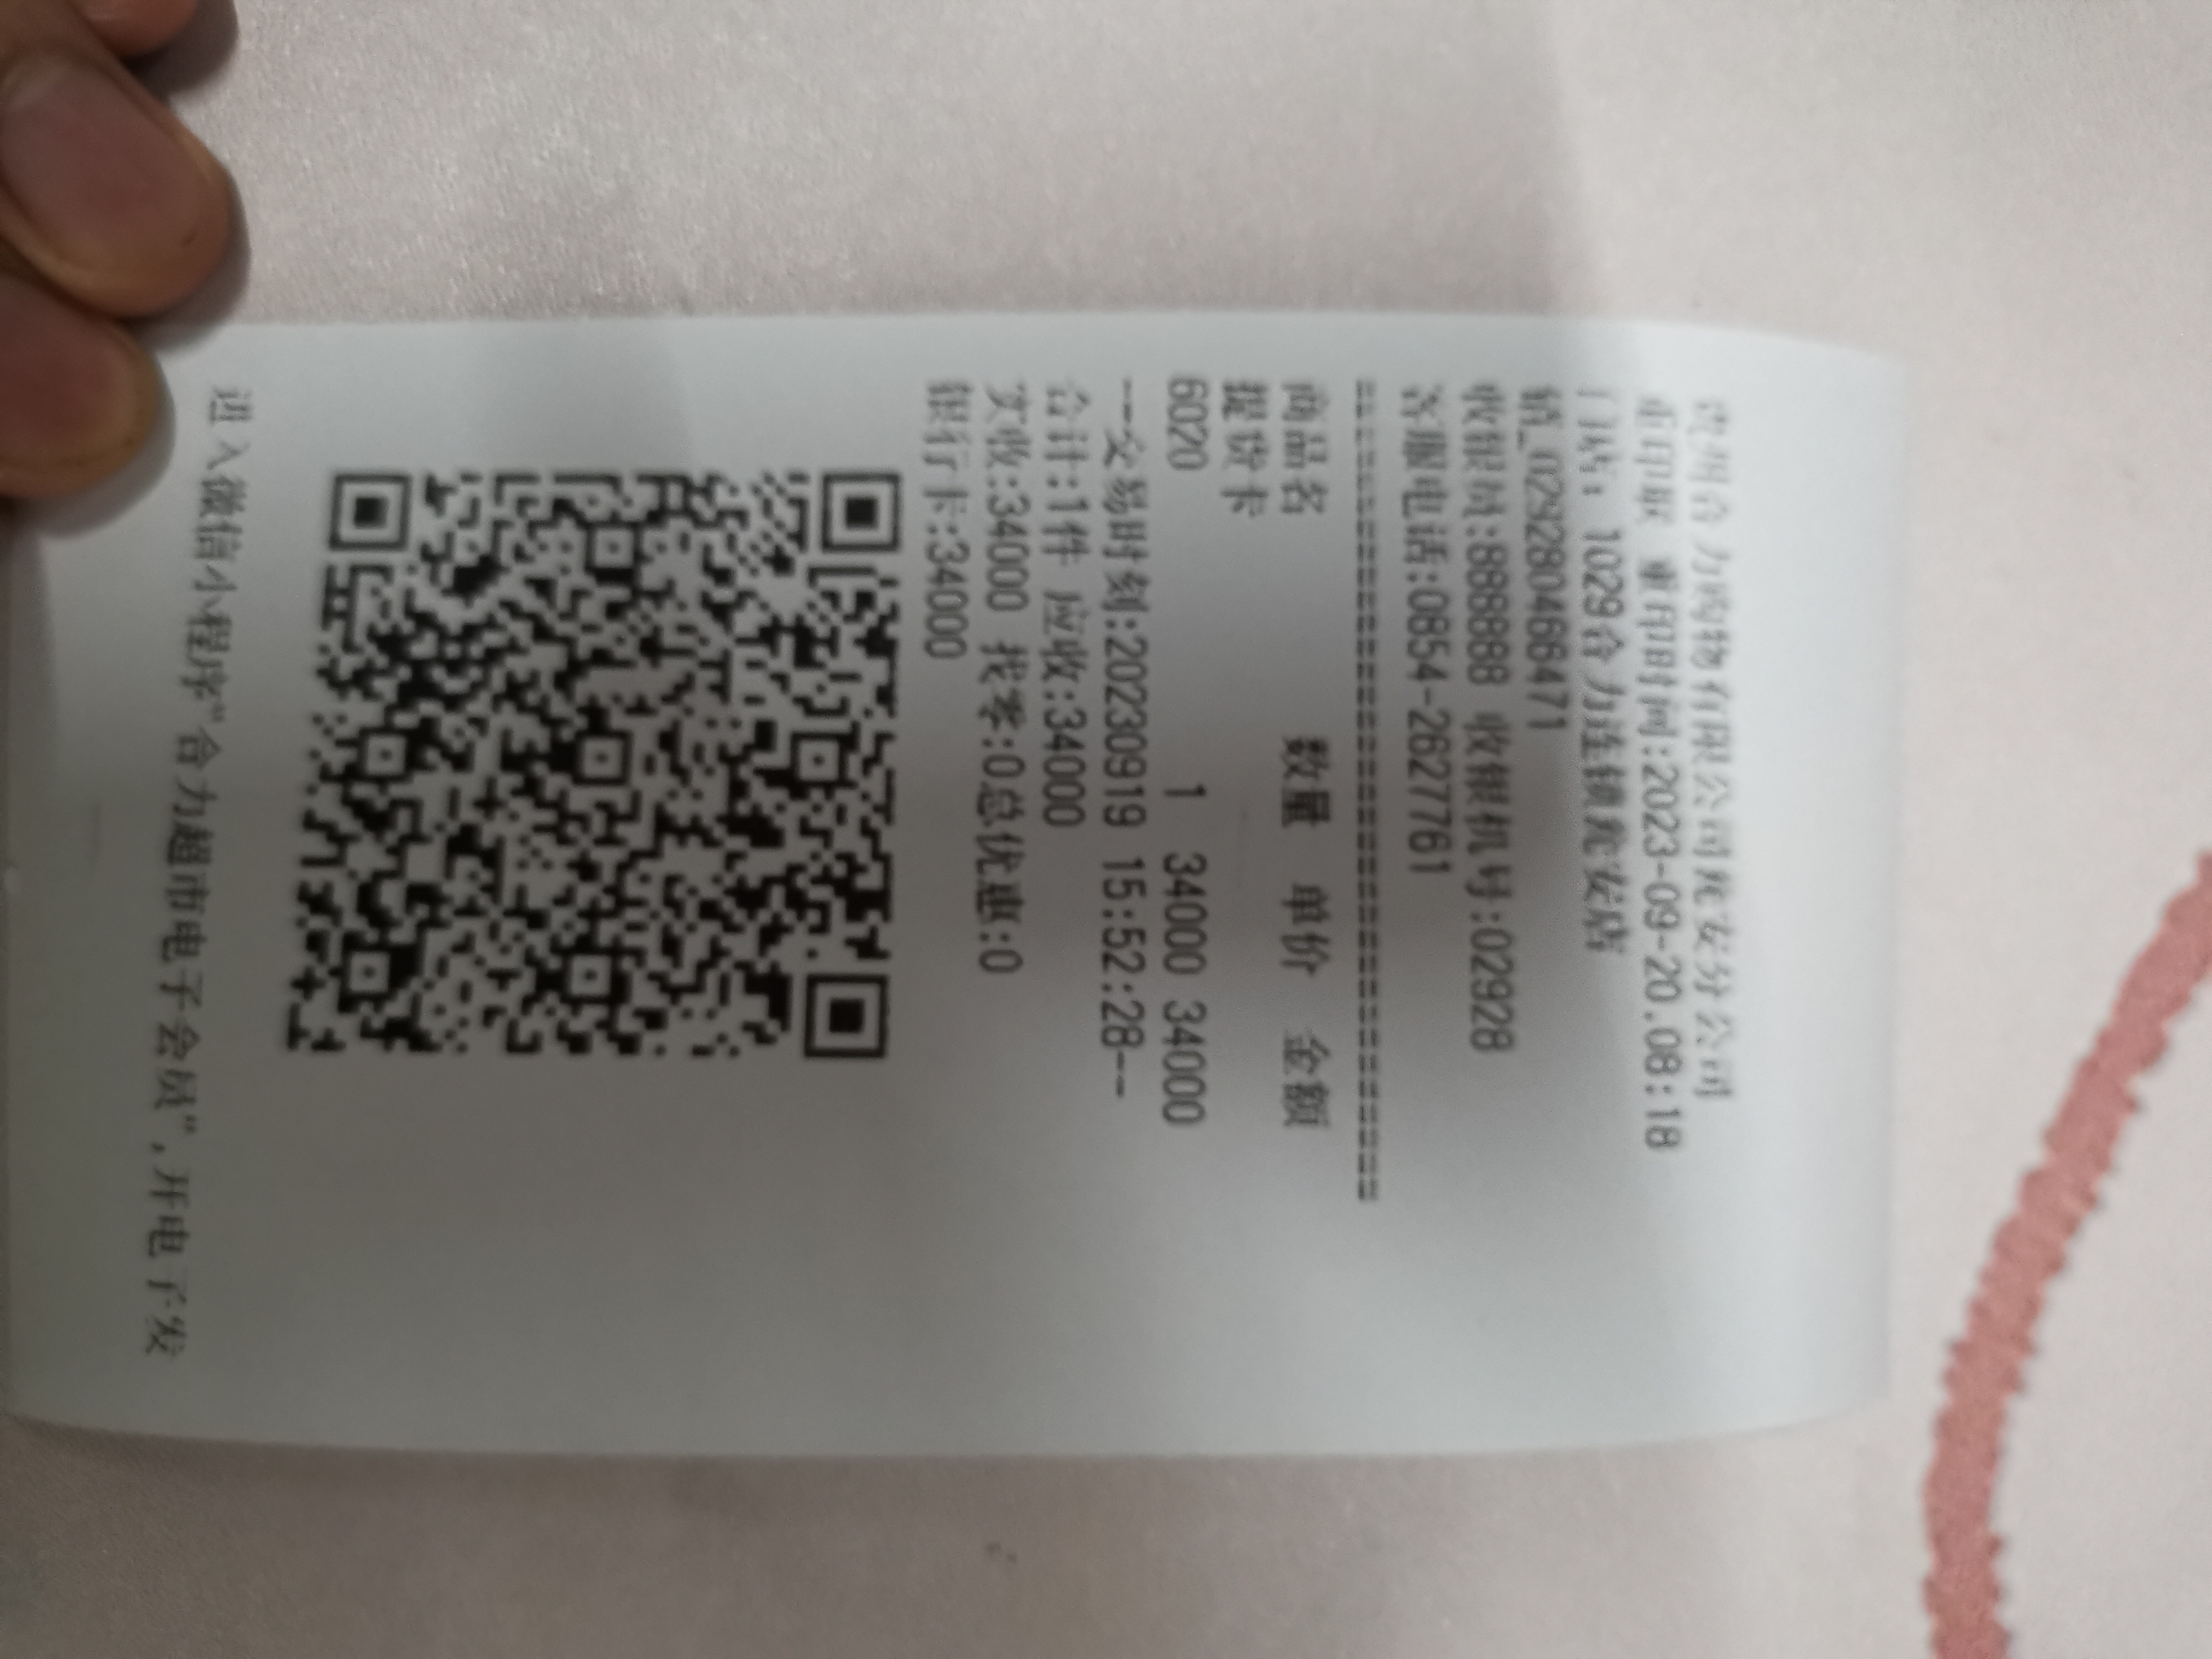 贵州合力购物有限公司瓮安分公司
重印联 重印时间:2023-09-20.08:18
门店: 1029合力连锁瓮安店
销_0292804666471
收银员:888888 收银机号:029928
客服电话:0854-2627761
商品名 数量 单价 金额
提货卡
6020 1 34000 34000
--交易时刻:20230919 15:52:28--
合计:1件 应收:34000
实收:34000 找零:0总优惠:0
银行卡:34000
进入微信小程序“合力超市电子会员”,开电子发